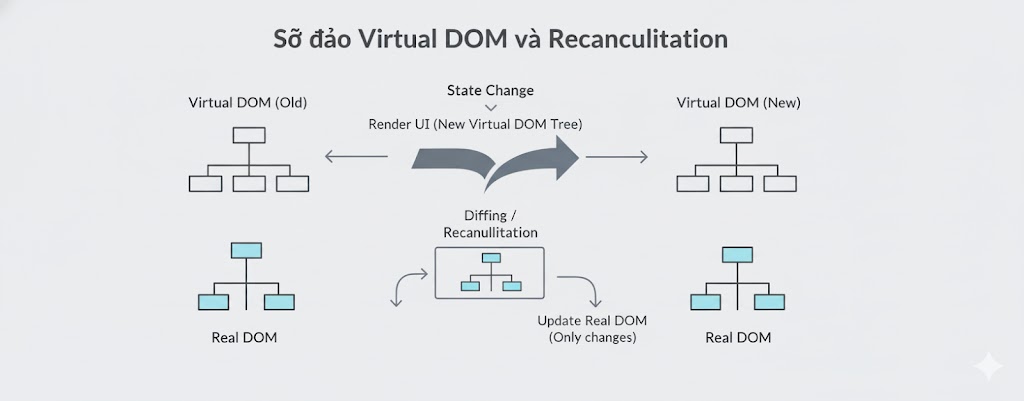 Sỡ đảo Virtual DOM và Recanculitation
State Change
Virtual DOM (Old)
Render UI (New Virtual DOM Tree)
Virtual DOM (New)
Diffing /
Recanullitation
Real DOM
Update Real DOM
(Only changes)
Real DOM